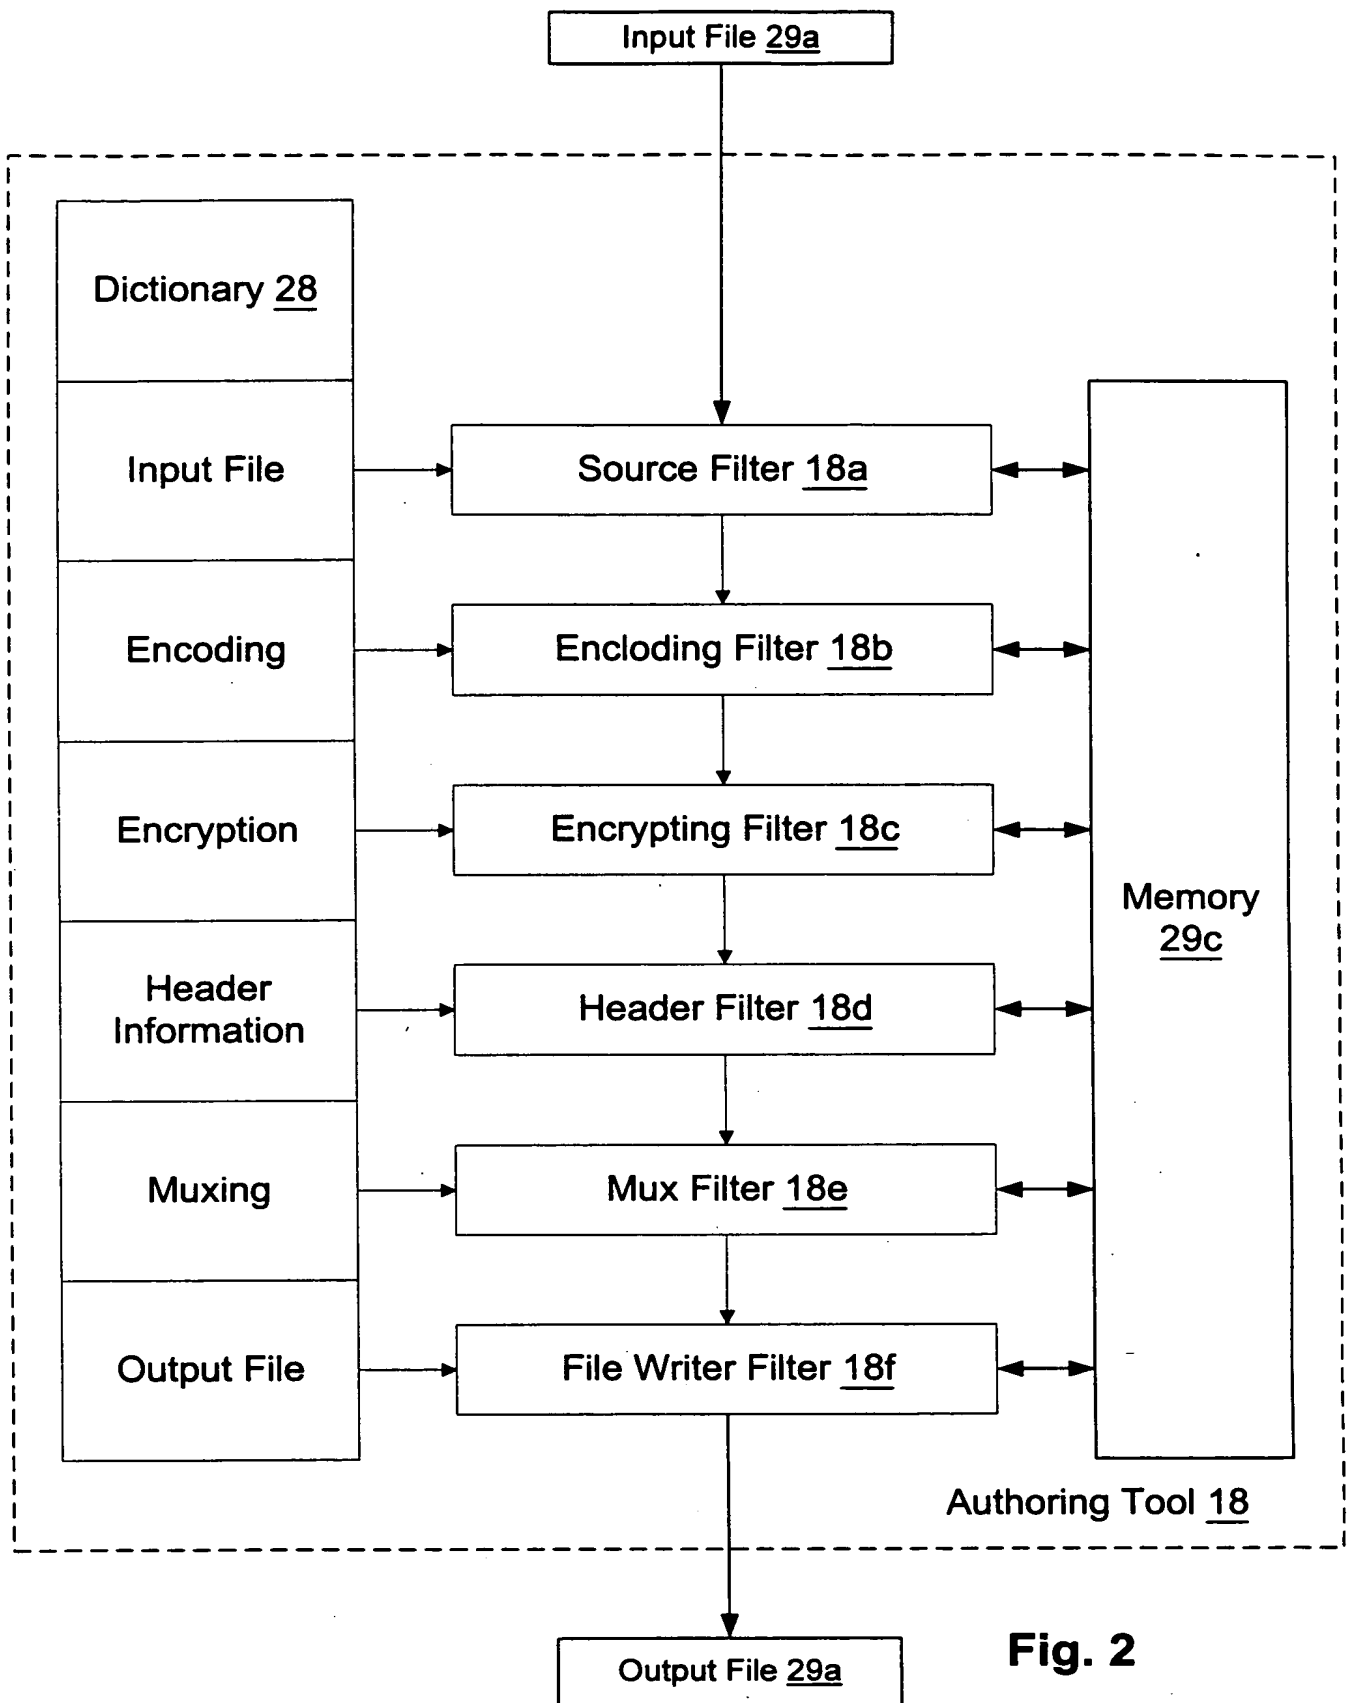 Input File 29a
Dictionary 28
Input File
Source Filter 18a
Encoding
Encloding Filter 18b
Encryption
Encrypting Filter 18c
Memory
29c
Header
Information
Header Filter 18d
Muxing
Mux Filter 18e
Output File
File Writer Filter 18f
Authoring Tool 18
Output File 29a
Fig. 2